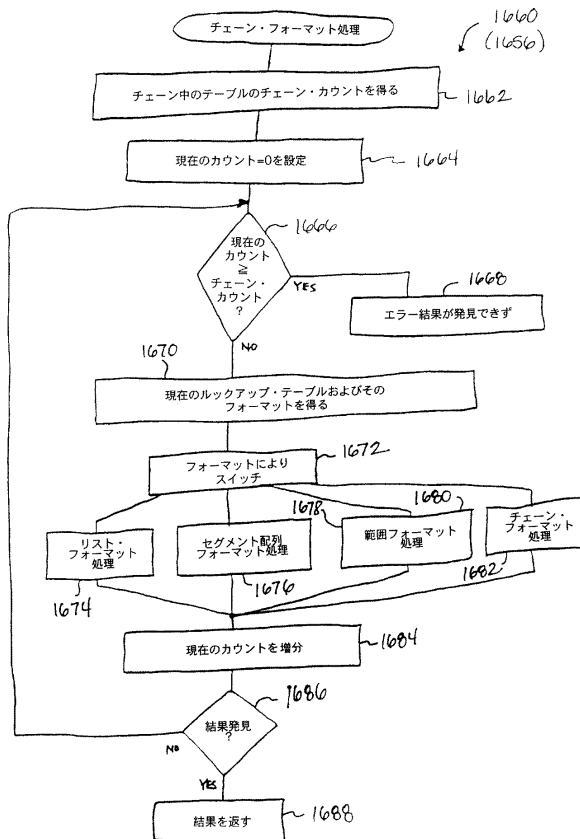 1660
(1656)
チェーン・フォーマット処理
チェーン中のテーブルのチェーン・カウントを得る
1662
現在のカウント=0を設定
1664
1666
現在の
カウント
≧
チェーン・
カウント
?
YES
1668
エラー結果が発見できず
NO
1670
現在のルックアップ・テーブルおよびその
フォーマットを得る
1672
フォーマットにより
スイッチ
リスト・
フォーマット
処理
1674
セグメント配列
フォーマット処理
1676
1678
1680
範囲フォーマット
処理
チェーン・
フォーマット
処理
1682
現在のカウントを増分
1684
1686
結果発見
?
NO
YES
結果を返す
1688